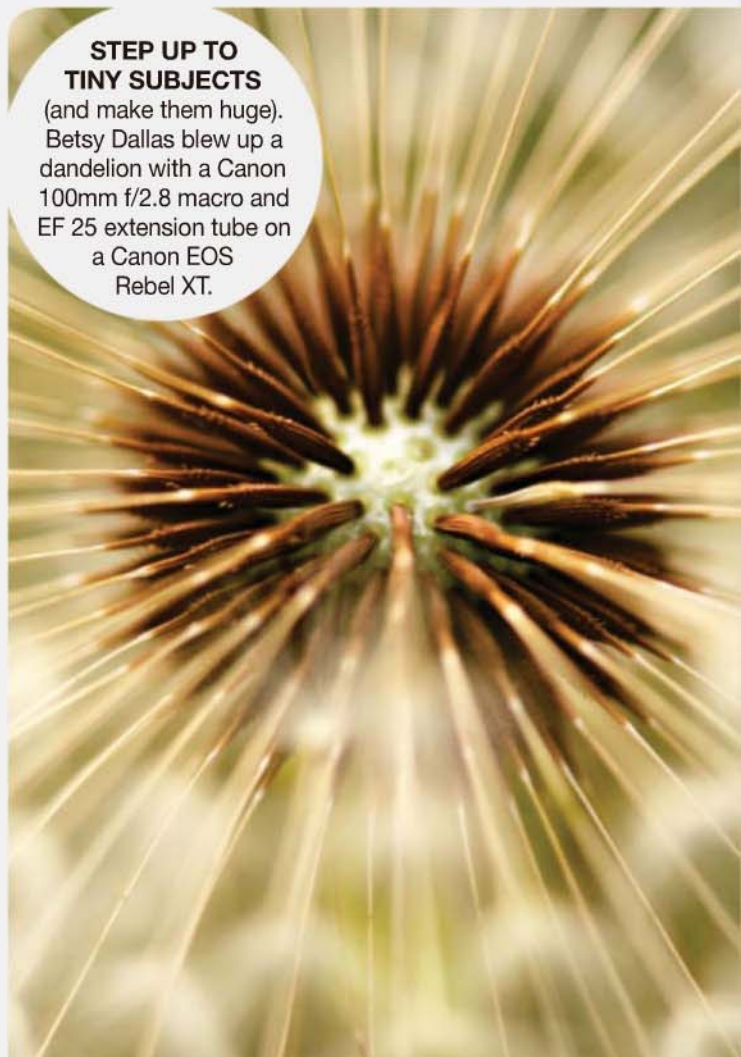 STEP UP TO
TINY SUBJECTS
(and make them huge).
Betsy Dallas blew up a
dandelion with a Canon
100mm f/2.8 macro and
EF 25 extension tube on
a Canon EOS
Rebel XT.